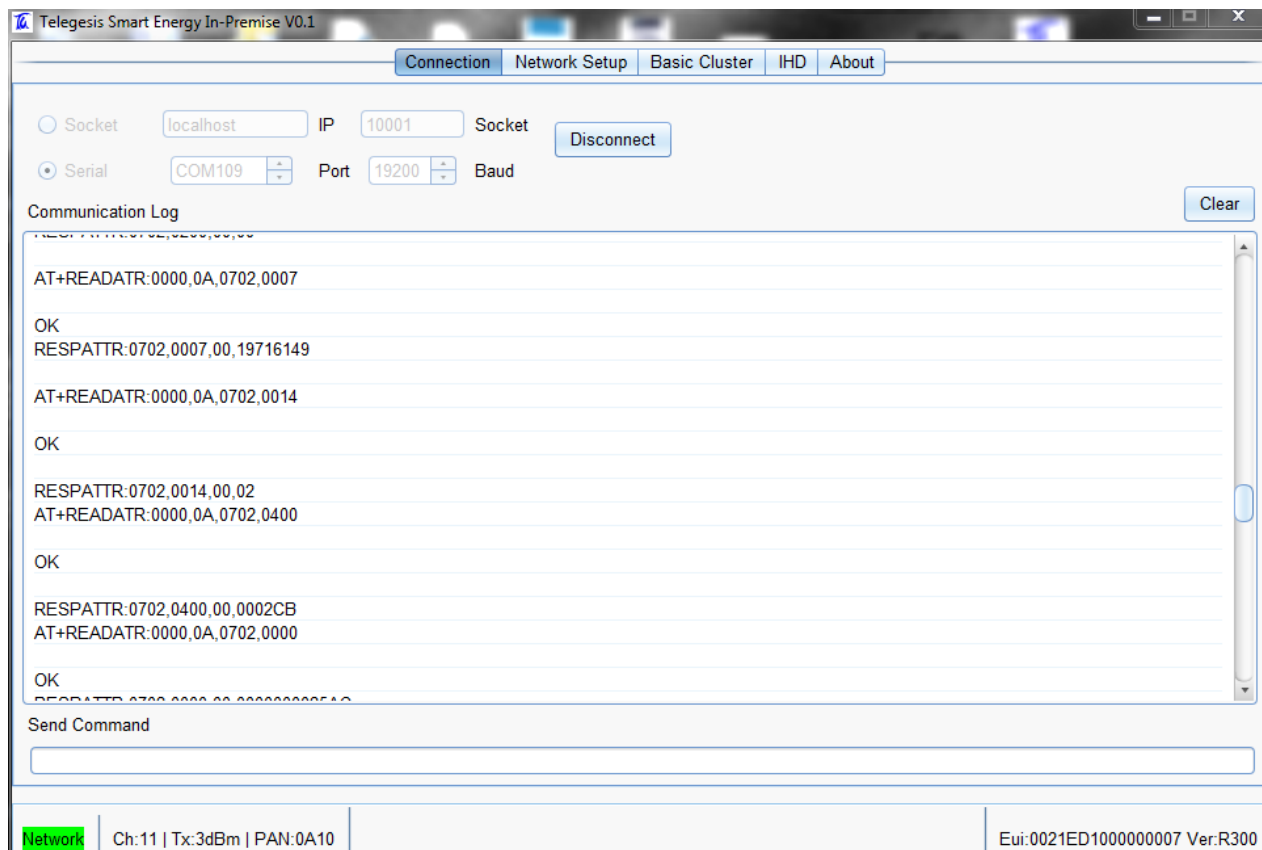 Telegesis Smart Energy In-Premise V0.1
Connection Network Setup Basic Cluster IHD About
Socket localhost IP 10001 Socket
Disconnect
Serial COM109 Port 19200 Baud
Clear
Communication Log
AT+READATR:0000,0A,0702,0007
OK
RESPATTR:0702,0007,00,19716149
AT+READATR:0000,0A,0702,0014
OK
RESPATTR:0702,0014,00,02
AT+READATR:0000,0A,0702,0400
OK
RESPATTR:0702,0400,00,0002CB
AT+READATR:0000,0A,0702,0000
OK
Send Command
Network Ch:11 | Tx:3dBm | PAN:0A10 Eui:0021ED1000000007 Ver:R300